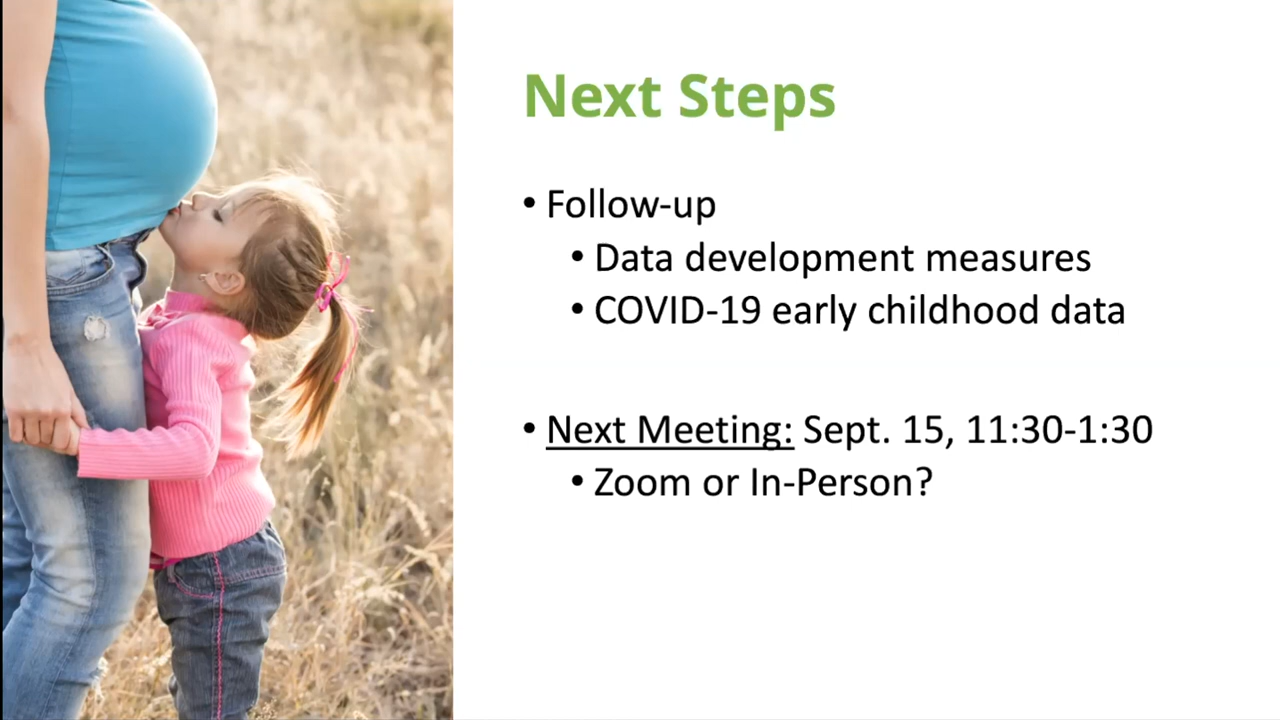 Next Steps
• Follow-up
• Data development measures
• COVID-19 early childhood data
• Next Meeting: Sept. 15, 11:30-1:30
• Zoom or In-Person?